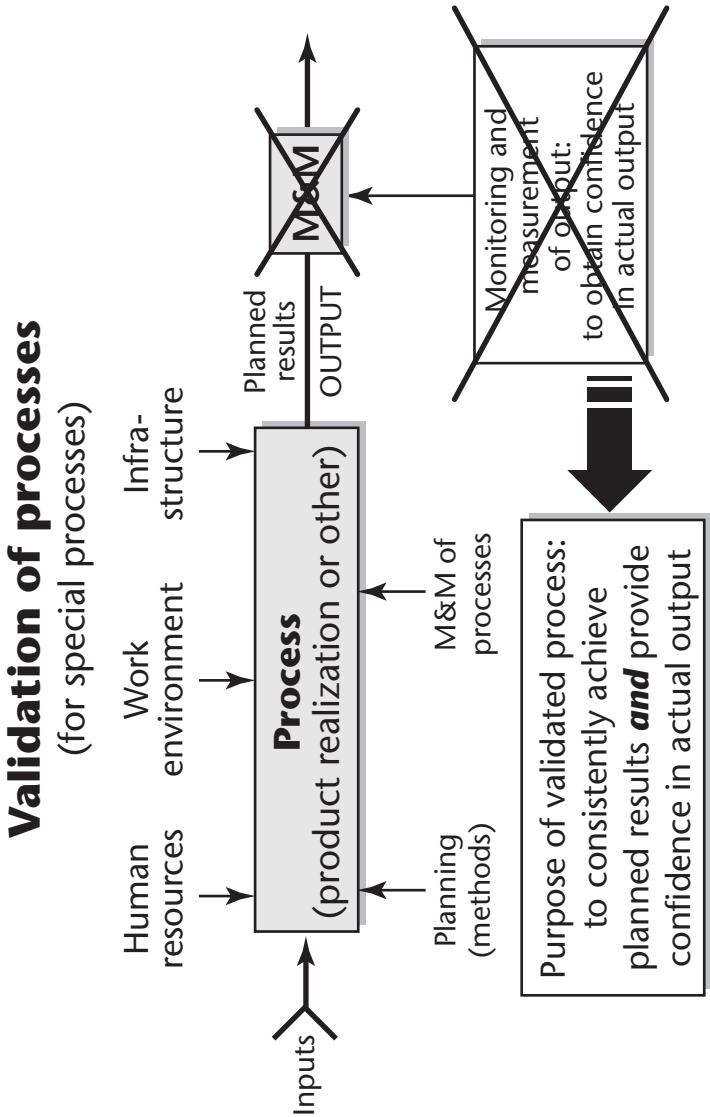 Validation of processes
(for special processes)
Human
resources
Work
environment
Infra-
structure
Inputs
Process
(product realization or other)
Planned
results
OUTPUT
M&M
Planning
(methods)
M&M of
processes
Purpose of validated process:
to consistently achieve
planned results and provide
confidence in actual output
Monitoring and
measurement
of output:
to obtain confidence
in actual output